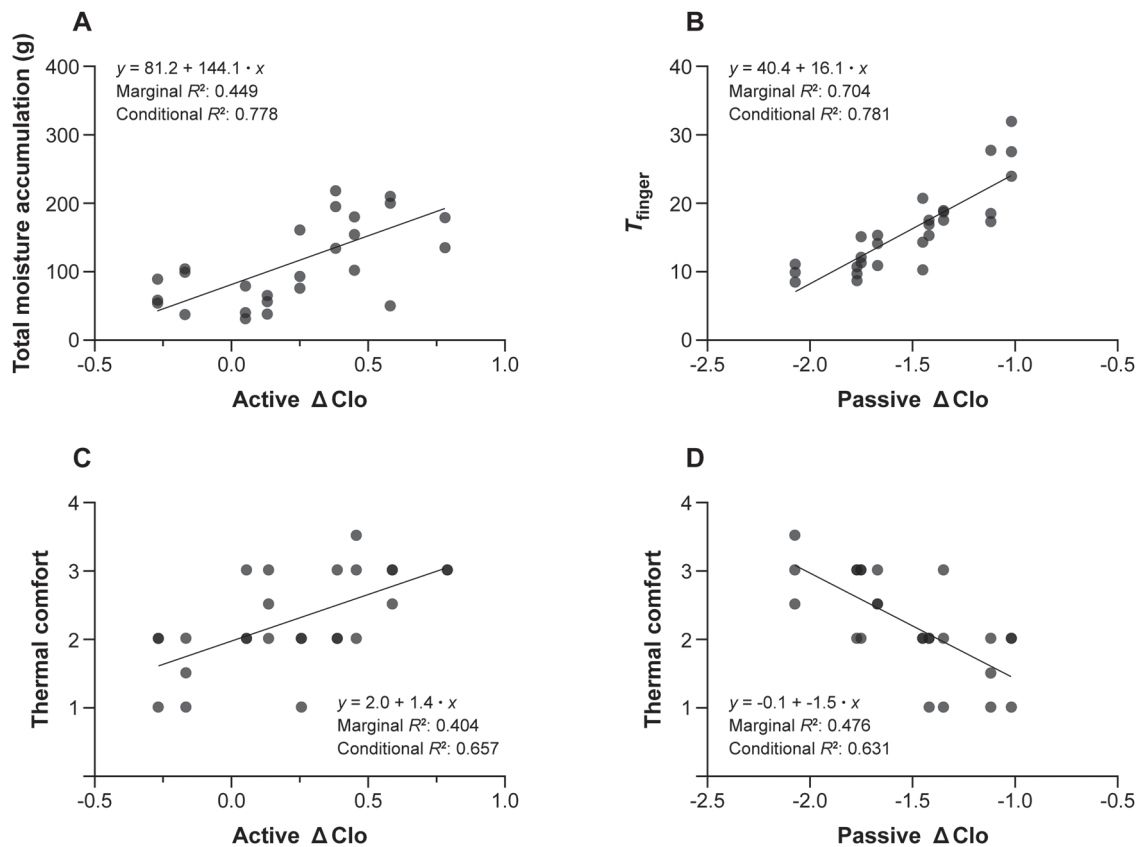 A
Total moisture accumulation (g)
y = 81.2 + 144.1 · x
Marginal R²: 0.449
Conditional R²: 0.778
400
300
200
100
0
-0.5
0.0
0.5
1.0
Active Δ Clo
B
Tfinger
y = 40.4 + 16.1 · x
Marginal R²: 0.704
Conditional R²: 0.781
40
30
20
10
0
-2.5
-2.0
-1.5
-1.0
-0.5
Passive Δ Clo
C
Thermal comfort
4
3
2
1
y = 2.0 + 1.4 · x
Marginal R²: 0.404
Conditional R²: 0.657
-0.5
0.0
0.5
1.0
Active Δ Clo
D
Thermal comfort
4
3
2
1
y = -0.1 + -1.5 · x
Marginal R²: 0.476
Conditional R²: 0.631
-2.5
-2.0
-1.5
-1.0
-0.5
Passive Δ Clo